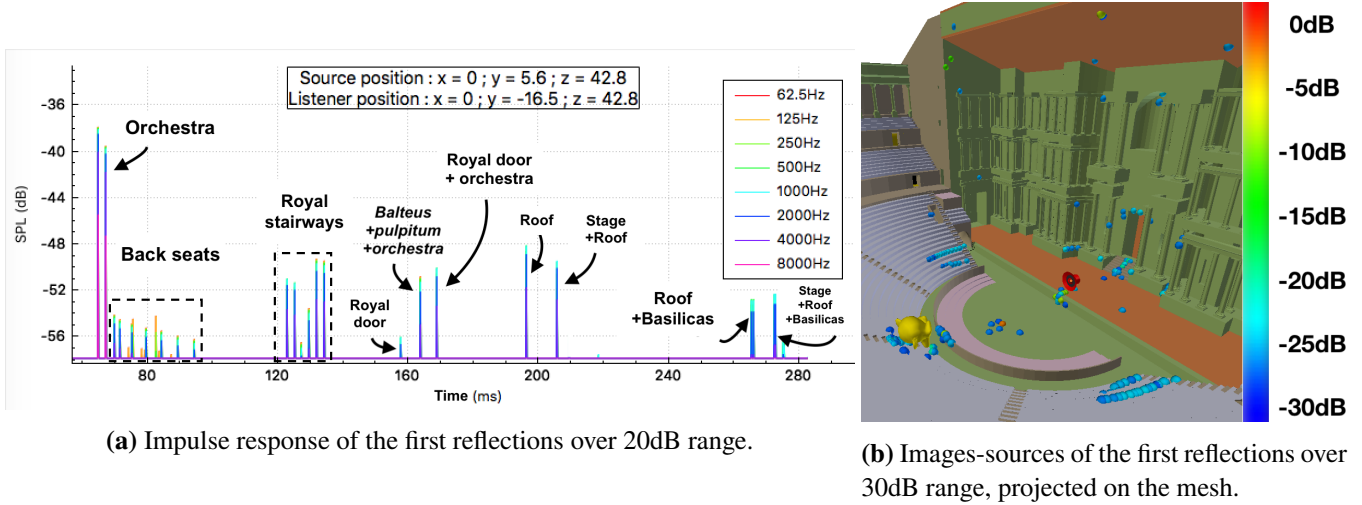 Source position : x = 0 ; y = 5.6 ; z = 42.8
Listener position : x = 0 ; y = -16.5 ; z = 42.8
-36
-40
-44
-48
-52
-56
SPL (dB)
Orchestra
Back seats
Royal
stairways
Royal
door
Balteus
+pulpitum
+orchestra
Royal door
+ orchestra
Roof
Stage
+Roof
Roof
+Basilicas
Stage
+Roof
+Basilicas
62.5Hz
125Hz
250Hz
500Hz
1000Hz
2000Hz
4000Hz
8000Hz
80
120
160
200
240
280
Time (ms)
(a) Impulse response of the first reflections over 20dB range.
0dB
-5dB
-10dB
-15dB
-20dB
-25dB
-30dB
(b) Images-sources of the first reflections over
30dB range, projected on the mesh.